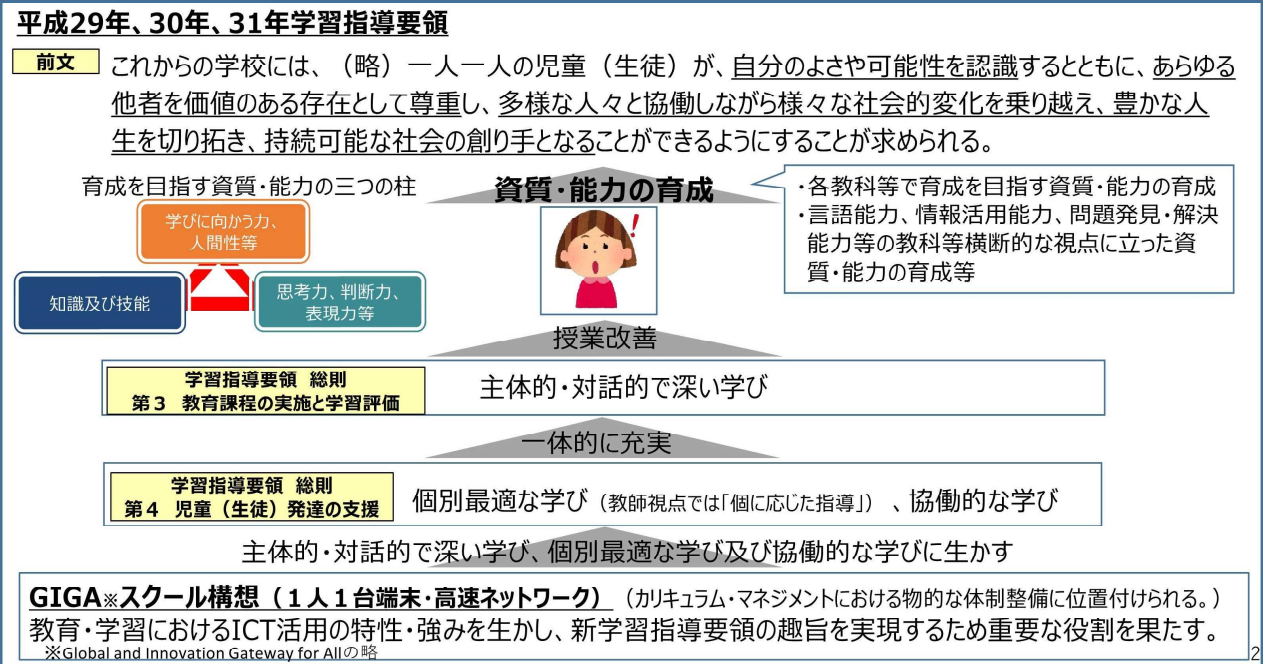 平成29年、30年、31年学習指導要領
前文
これからの学校には、（略）一人一人の児童（生徒）が、自分のよさや可能性を認識するとともに、あらゆる
他者を価値のある存在として尊重し、多様な人々と協働しながら様々な社会的変化を乗り越え、豊かな人
生を切り拓き、持続可能な社会の創り手となることができるようにすることが求められる。
育成を目指す資質・能力の三つの柱
学びに向かう力、
人間性等
知識及び技能
思考力、判断力、
表現力等
資質・能力の育成
・各教科等で育成を目指す資質・能力の育成
・言語能力、情報活用能力、問題発見・解決
能力等の教科等横断的な視点に立った資
質・能力の育成等
授業改善
学習指導要領 総則
第３ 教育課程の実施と学習評価
主体的・対話的で深い学び
一体的に充実
学習指導要領 総則
第４ 児童（生徒）発達の支援
個別最適な学び（教師視点では「個に応じた指導」）、協働的な学び
主体的・対話的で深い学び、個別最適な学び及び協働的な学びに生かす
GIGA※スクール構想（１人１台端末・高速ネットワーク）（カリキュラム・マネジメントにおける物的な体制整備に位置付けられる。）
教育・学習におけるICT活用の特性・強みを生かし、新学習指導要領の趣旨を実現するため重要な役割を果たす。
※Global and Innovation Gateway for Allの略
2